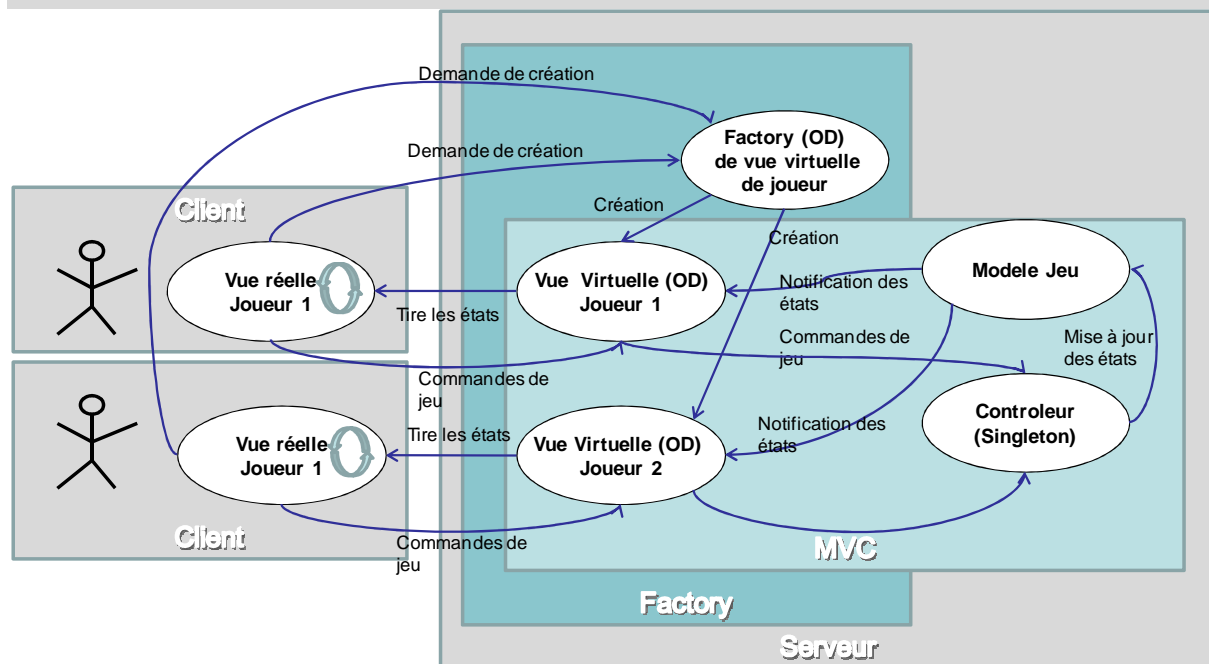 Demande de création
Demande de création
Factory (OD)
de vue virtuelle
de joueur
Client
Création
Création
Vue réelle
Joueur 1
Vue Virtuelle (OD)
Joueur 1
Modele Jeu
Notification des
états
Tire les états
Commandes de
jeu
Mise à jour
des états
Commandes de
jeu
Vue réelle
Joueur 1
Tire les états
Vue Virtuelle (OD)
Joueur 2
Notification des
états
Controleur
(Singleton)
Client
Commandes de
jeu
MVC
Factory
Serveur